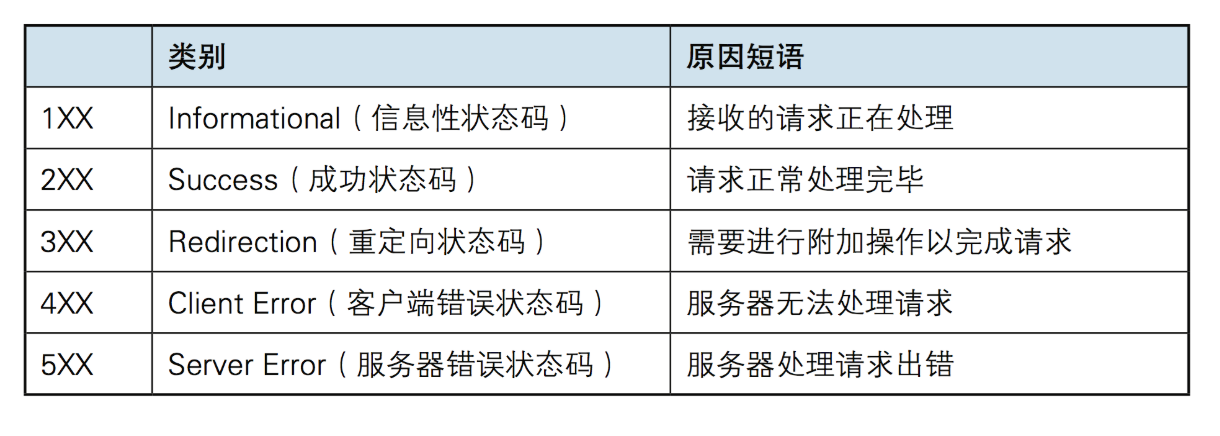 类别 原因短语
1XX Informational（信息性状态码） 接收的请求正在处理
2XX Success（成功状态码） 请求正常处理完毕
3XX Redirection（重定向状态码） 需要进行附加操作以完成请求
4XX Client Error（客户端错误状态码） 服务器无法处理请求
5XX Server Error（服务器错误状态码） 服务器处理请求出错